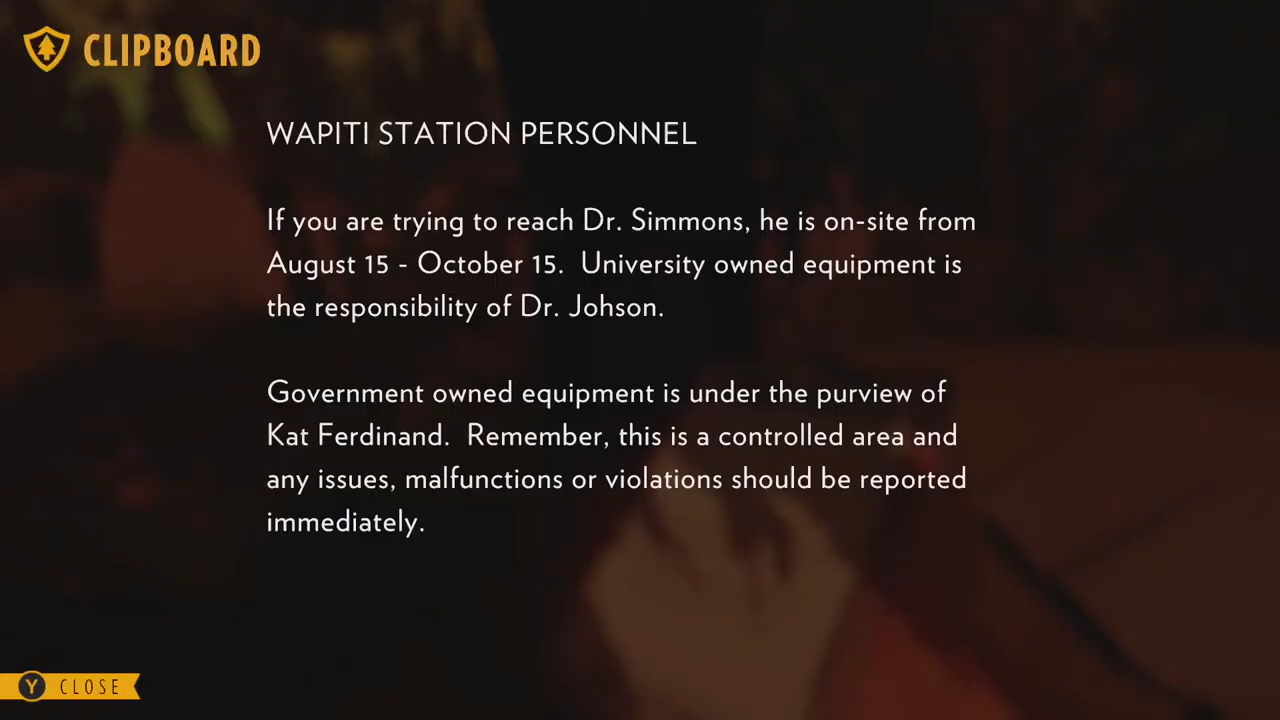 CLIPBOARD
WAPITI STATION PERSONNEL
If you are trying to reach Dr. Simmons, he is on-site from
August 15 - October 15.  University owned equipment is
the responsibility of Dr. Johson.
Government owned equipment is under the purview of
Kat Ferdinand.  Remember, this is a controlled area and
any issues, malfunctions or violations should be reported
immediately.
Y CLOSE